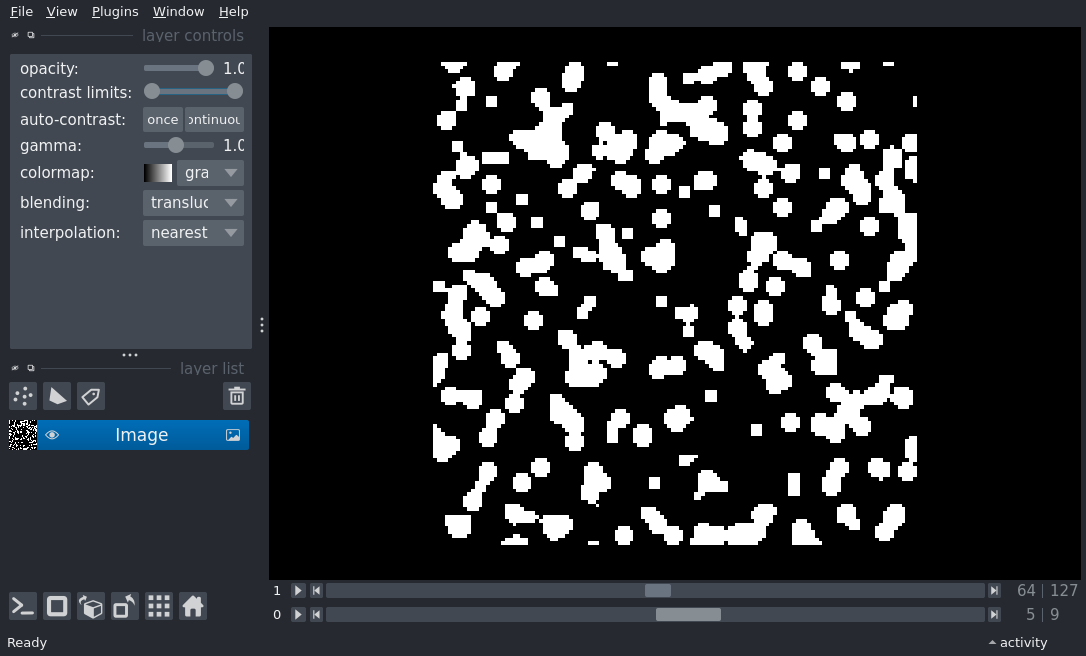 File View Plugins Window Help
layer controls
opacity: 1.0
contrast limits:
auto-contrast: once ontinuou
gamma: 1.0
colormap: gra
blending: transluc
interpolation: nearest
layer list
Image
1 64 127
0 5 9
Ready activity